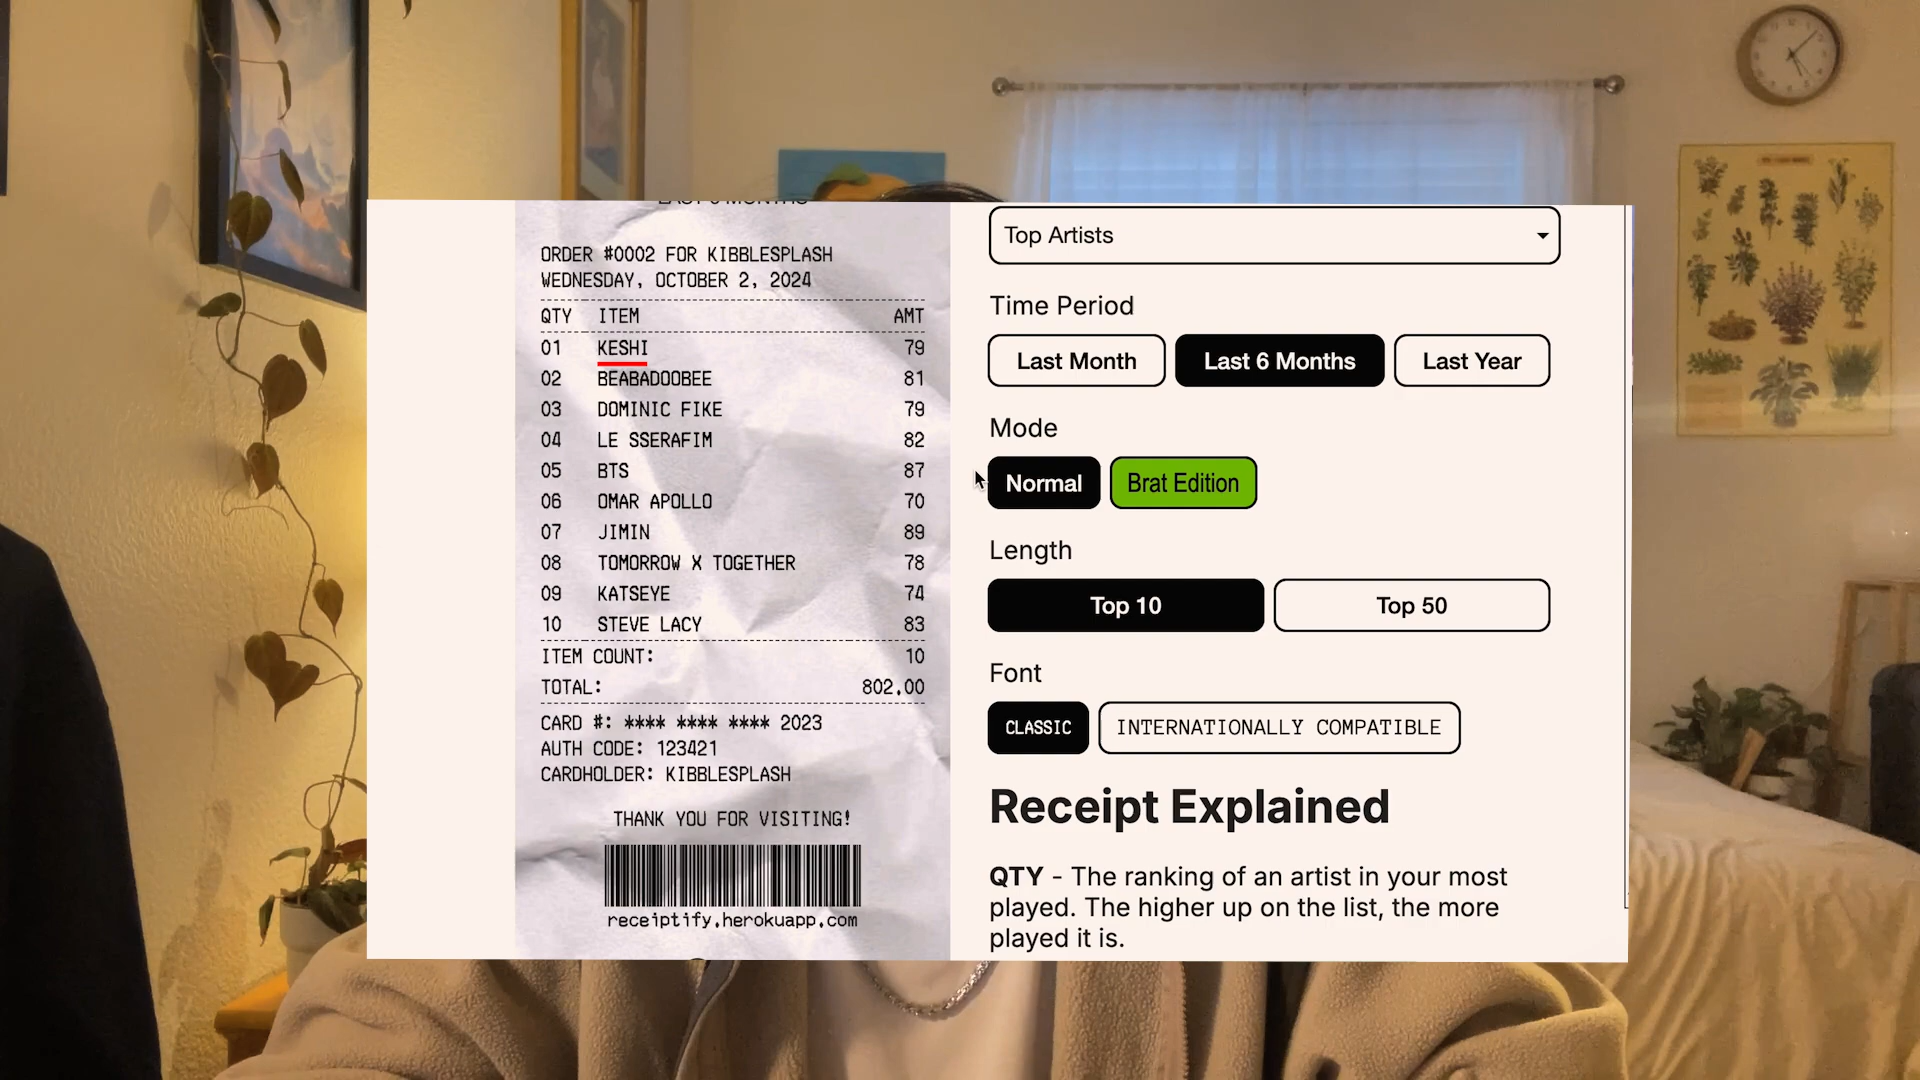 ORDER #0002 FOR KIBBLESPLASH
WEDNESDAY, OCTOBER 2, 2024
QTY ITEM AMT
01 KESHI 79
02 BEABADOOBEE 81
03 DOMINIC FIKE 79
04 LE SSERAFIM 82
05 BTS 87
06 OMAR APOLLO 70
07 JIMIN 89
08 TOMORROW X TOGETHER 78
09 KATSEYE 74
10 STEVE LACY 83
ITEM COUNT: 10
TOTAL: 802.00
CARD #: **** **** **** 2023
AUTH CODE: 123421
CARDHOLDER: KIBBLESPLASH
THANK YOU FOR VISITING!
receiptify.herokuapp.com
Top Artists
Time Period
Last Month Last 6 Months Last Year
Mode
Normal Brat Edition
Length
Top 10 Top 50
Font
CLASSIC INTERNATIONALLY COMPATIBLE
Receipt Explained
QTY - The ranking of an artist in your most
played. The higher up on the list, the more
played it is.